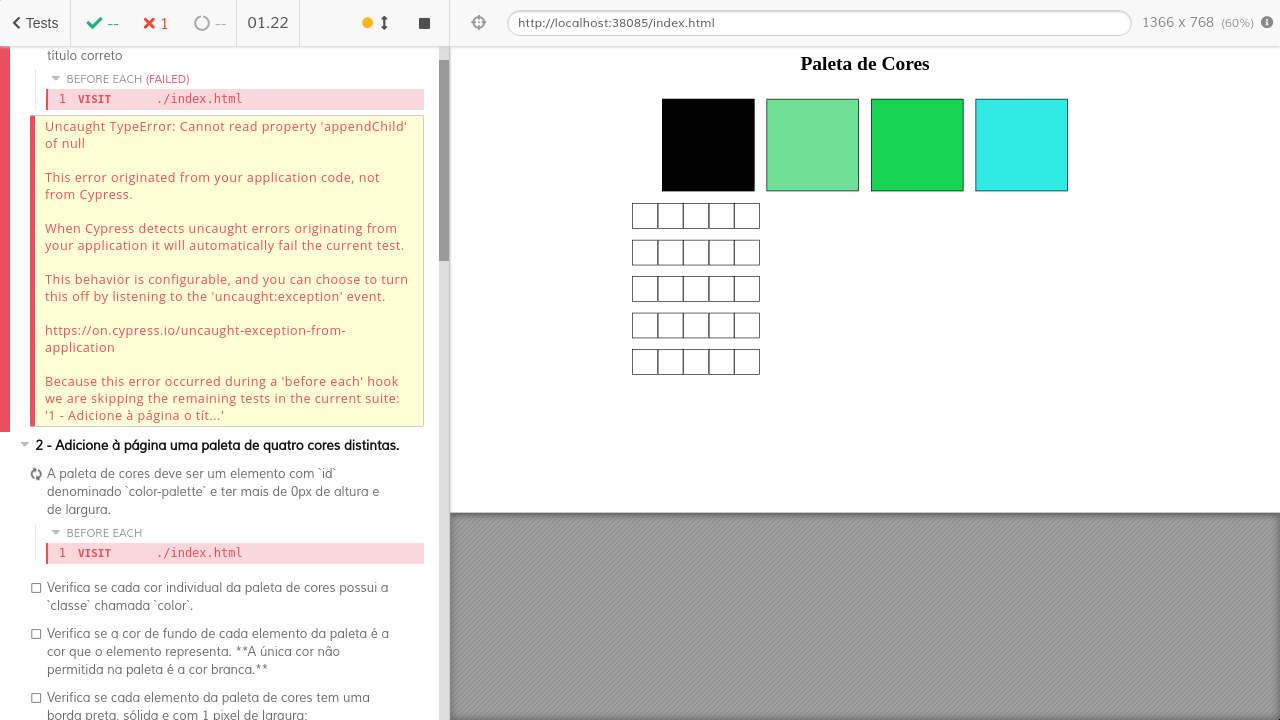 Tests
--
1
--
01.22
http://localhost:38085/index.html
1366 x 768 (60%)
título correto
BEFORE EACH (FAILED)
1 VISIT ./index.html
Uncaught TypeError: Cannot read property 'appendChild'
of null
This error originated from your application code, not
from Cypress.
When Cypress detects uncaught errors originating from
your application it will automatically fail the current test.
This behavior is configurable, and you can choose to turn
this off by listening to the 'uncaught:exception' event.
https://on.cypress.io/uncaught-exception-from-
application
Because this error occurred during a 'before each' hook
we are skipping the remaining tests in the current suite:
'1 - Adicione à página o tít...'
2 - Adicione à página uma paleta de quatro cores distintas.
A paleta de cores deve ser um elemento com `id`
denominado `color-palette` e ter mais de 0px de altura e
de largura.
BEFORE EACH
1 VISIT ./index.html
Verifica se cada cor individual da paleta de cores possui a
`classe` chamada `color`.
Verifica se a cor de fundo de cada elemento da paleta é a
cor que o elemento representa. **A única cor não
permitida na paleta é a cor branca.**
Verifica se cada elemento da paleta de cores tem uma
borda preta, sólida e com 1 pixel de largura;
Paleta de Cores